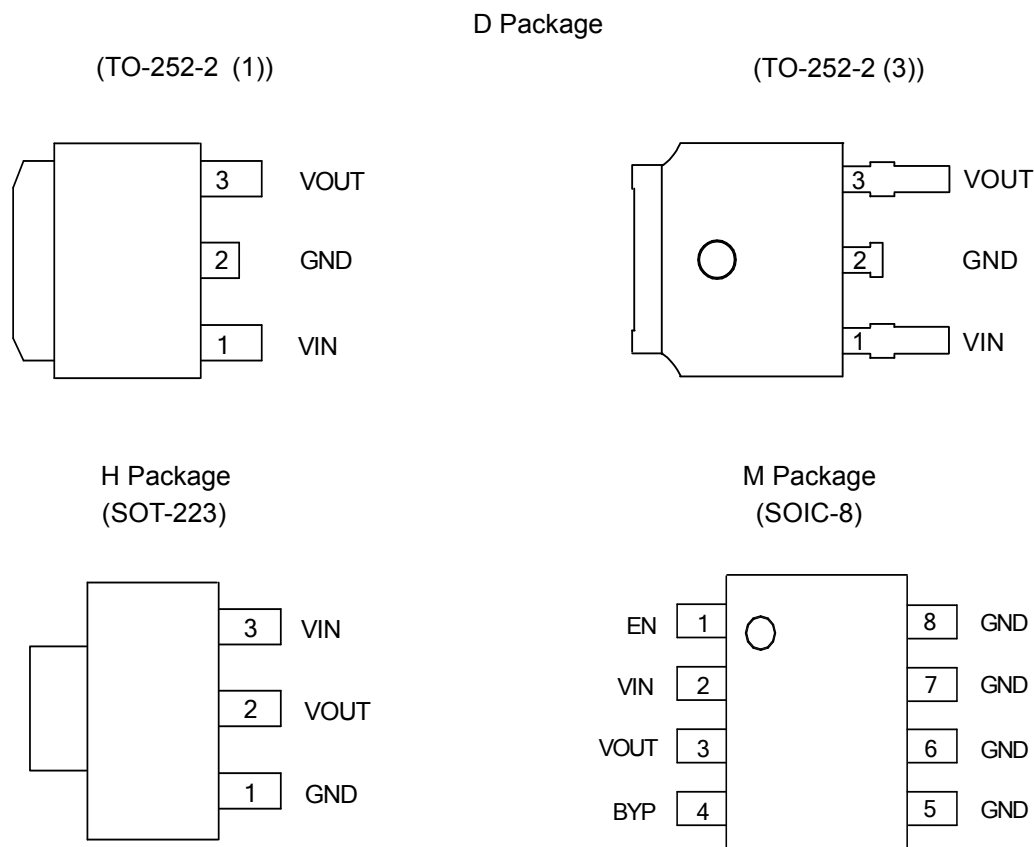 D Package
(TO-252-2 (1))
(TO-252-2 (3))
3 VOUT
2 GND
1 VIN
3 VOUT
2 GND
1 VIN
H Package
(SOT-223)
M Package
(SOIC-8)
3 VIN
2 VOUT
1 GND
EN 1 8 GND
VIN 2 7 GND
VOUT 3 6 GND
BYP 4 5 GND